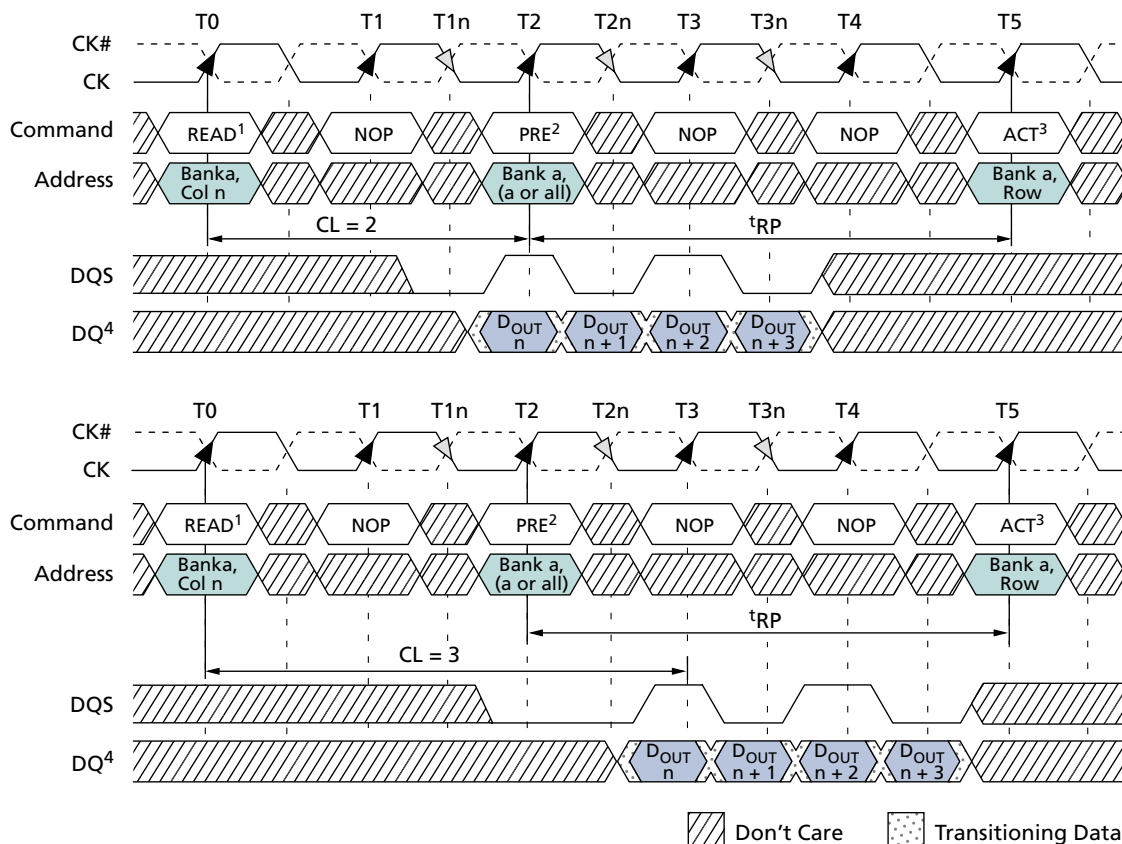 T0 T1 T1n T2 T2n T3 T3n T4 T5
CK#
CK
Command READ1 NOP PRE2 NOP NOP ACT3
Address Banka, Col n Bank a, (a or all) Bank a, Row
CL = 2 tRP
DQS
DQ4 DOUT n DOUT n + 1 DOUT n + 2 DOUT n + 3
T0 T1 T1n T2 T2n T3 T3n T4 T5
CK#
CK
Command READ1 NOP PRE2 NOP NOP ACT3
Address Banka, Col n Bank a, (a or all) Bank a, Row
tRP
CL = 3
DQS
DQ4 DOUT n DOUT n + 1 DOUT n + 2 DOUT n + 3
Don't Care Transitioning Data